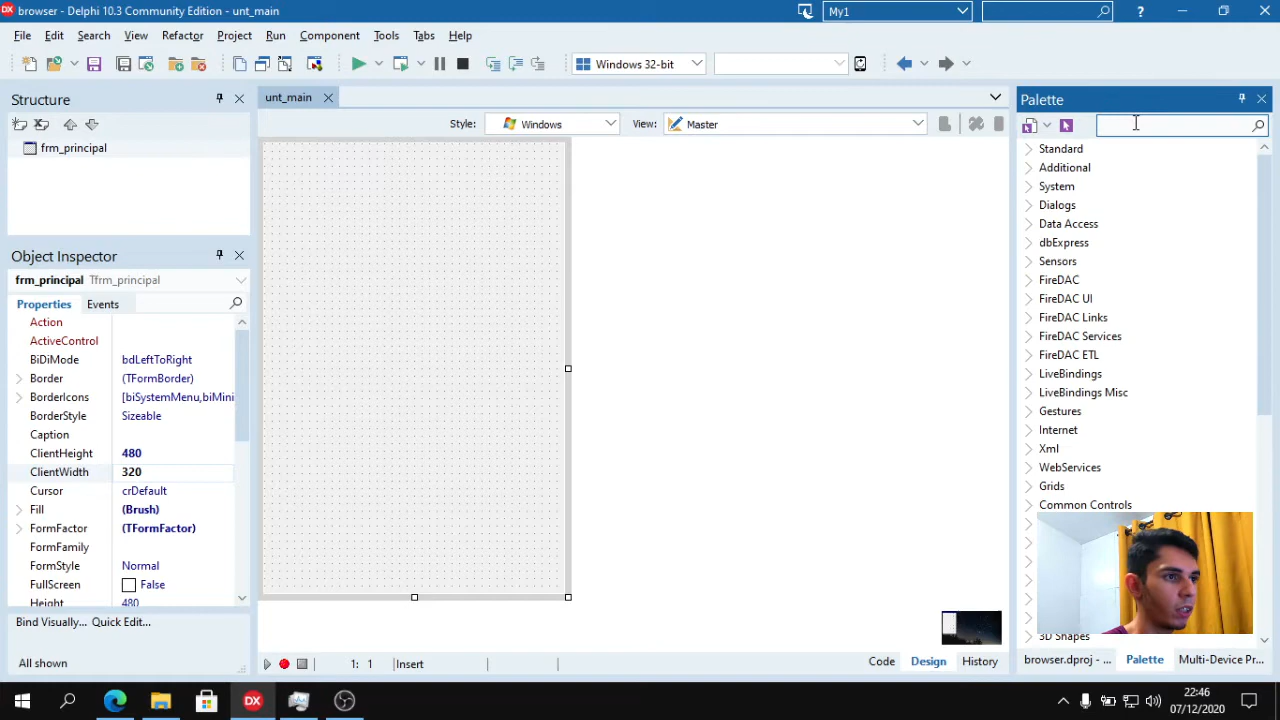 browser - Delphi 10.3 Community Edition - unt_main
My1
?
File Edit Search View Refactor Project Run Component Tools Tabs Help
Windows 32-bit
Structure
frm_principal
unt_main
Style: Windows View: Master
Palette
Standard
Additional
System
Dialogs
Data Access
dbExpress
Sensors
FireDAC
FireDAC UI
FireDAC Links
FireDAC Services
FireDAC ETL
LiveBindings
LiveBindings Misc
Gestures
Internet
Xml
WebServices
Grids
Common Controls
3D Shapes
Object Inspector
frm_principal Tfrm_principal
Properties Events
Action
ActiveControl
BiDiMode bdLeftToRight
Border (TFormBorder)
BorderIcons [biSystemMenu,biMini
BorderStyle Sizeable
Caption
ClientHeight 480
ClientWidth 320
Cursor crDefault
Fill (Brush)
FormFactor (TFormFactor)
FormFamily
FormStyle Normal
FullScreen False
Height 480
Bind Visually... Quick Edit...
All shown
1: 1 Insert
Code Design History
browser.dproj - ... Palette Multi-Device Pr...
DX
22:46
07/12/2020